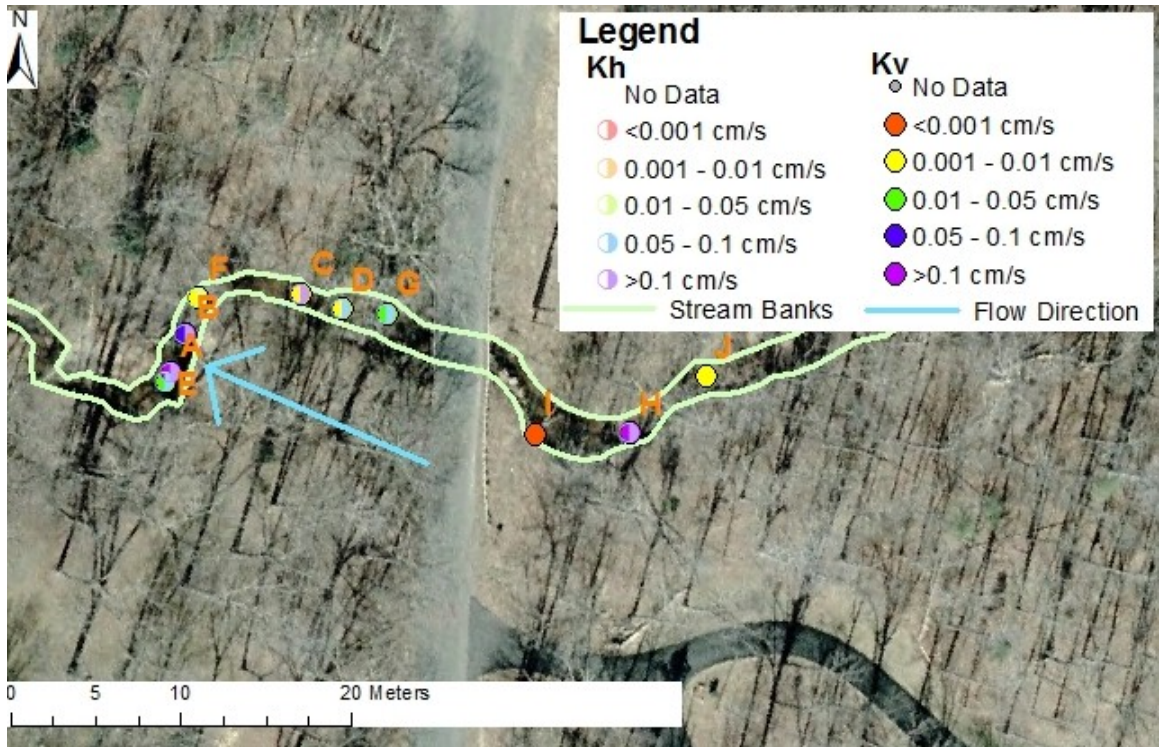 N
Legend
Kh
No Data
<0.001 cm/s
0.001 - 0.01 cm/s
0.01 - 0.05 cm/s
0.05 - 0.1 cm/s
>0.1 cm/s
Stream Banks
Kv
No Data
<0.001 cm/s
0.001 - 0.01 cm/s
0.01 - 0.05 cm/s
0.05 - 0.1 cm/s
>0.1 cm/s
Flow Direction
F
C
D
G
B
A
E
J
I
H
0 5 10 20 Meters